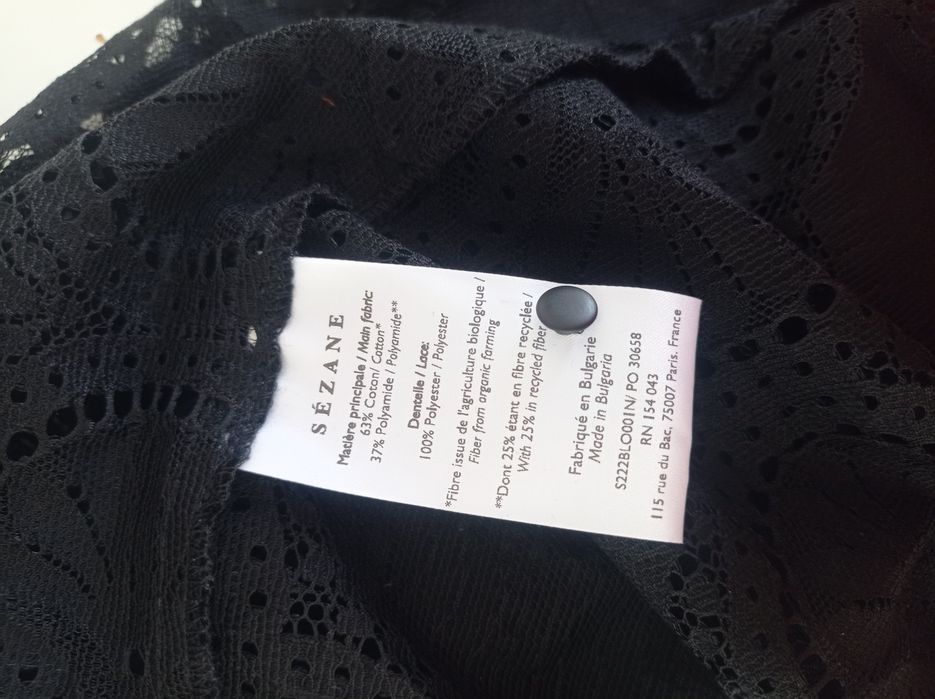 SÉZANE
Matière principale / Main fabric:
63% Coton/ Cotton*
37% Polyamide / Polyamide**
Dentelle / Lace:
100% Polyester / Polyester
*Fibre issue de l'agriculture biologique /
Fiber from organic farming
**Dont 25% étant en fibre recyclée /
With 25% in recycled fiber
Fabriqué en Bulgarie
Made in Bulgaria
S222BLO001IN/ PO 30658
RN 154 043
115 rue du Bac, 75007 Paris. France